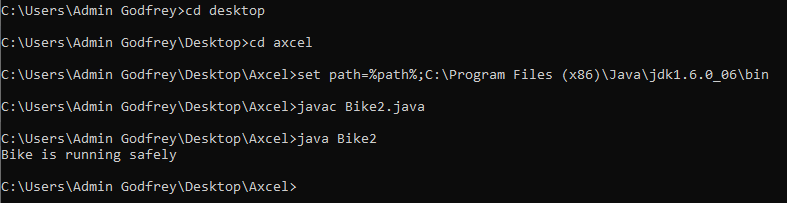 C:\Users\Admin Godfrey>cd desktop
C:\Users\Admin Godfrey\Desktop>cd axcel
C:\Users\Admin Godfrey\Desktop\Axcel>set path=%path%;C:\Program Files (x86)\Java\jdk1.6.0_06\bin
C:\Users\Admin Godfrey\Desktop\Axcel>javac Bike2.java
C:\Users\Admin Godfrey\Desktop\Axcel>java Bike2
Bike is running safely
C:\Users\Admin Godfrey\Desktop\Axcel>